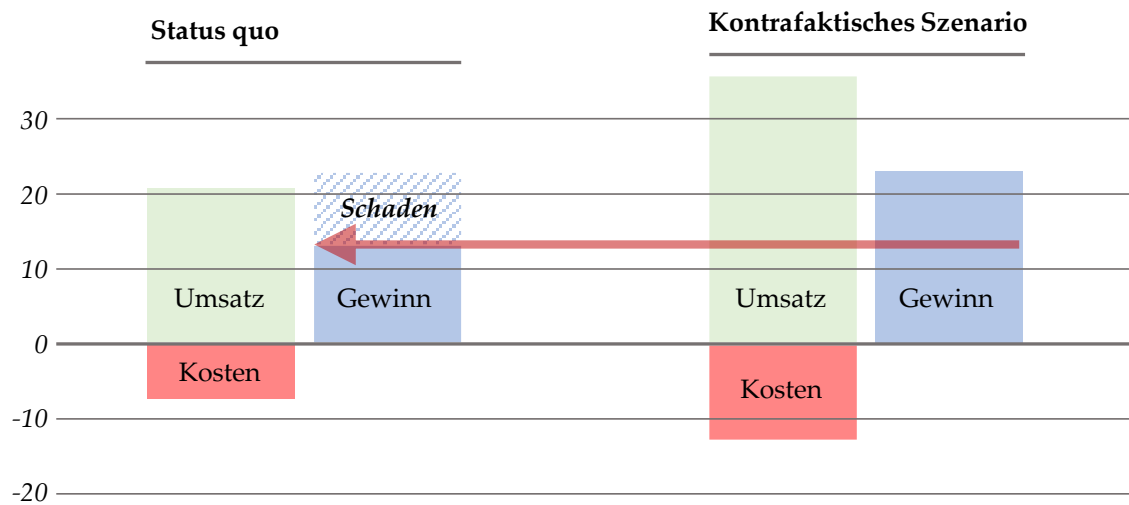 Status quo
Kontrafaktisches Szenario
30
20
Schaden
10
Umsatz
Gewinn
Umsatz
Gewinn
0
Kosten
Kosten
-10
-20